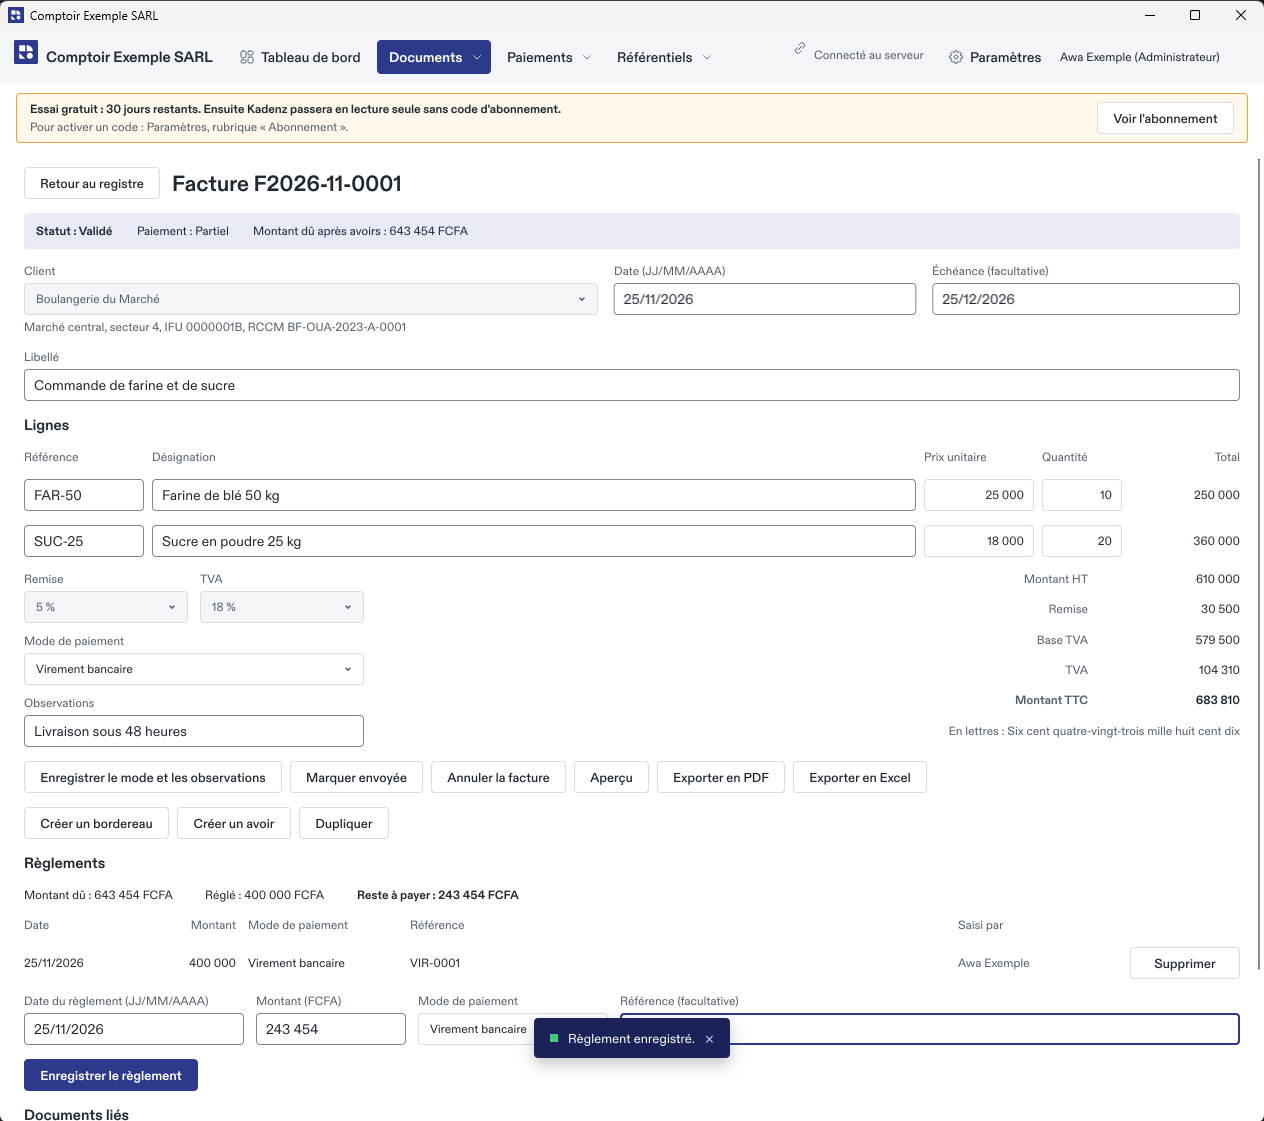 Comptoir Exemple SARL
Comptoir Exemple SARL
Tableau de bord
Documents
Paiements
Référentiels
Connecté au serveur
Paramètres
Awa Exemple (Administrateur)
Essai gratuit : 30 jours restants. Ensuite Kadenz passera en lecture seule sans code d'abonnement.
Pour activer un code : Paramètres, rubrique « Abonnement ».
Voir l'abonnement
Retour au registre
Facture F2026-11-0001
Statut : Validé
Paiement : Partiel
Montant dû après avoirs : 643 454 FCFA
Client
Date (JJ/MM/AAAA)
Échéance (facultative)
Boulangerie du Marché
25/11/2026
25/12/2026
Marché central, secteur 4, IFU 0000001B, RCCM BF-OUA-2023-A-0001
Libellé
Commande de farine et de sucre
Lignes
Référence
Désignation
Prix unitaire
Quantité
Total
FAR-50
Farine de blé 50 kg
25 000
10
250 000
SUC-25
Sucre en poudre 25 kg
18 000
20
360 000
Remise
TVA
Montant HT
610 000
5 %
18 %
Remise
30 500
Mode de paiement
Base TVA
579 500
Virement bancaire
TVA
104 310
Observations
Montant TTC
683 810
Livraison sous 48 heures
En lettres : Six cent quatre-vingt-trois mille huit cent dix
Enregistrer le mode et les observations
Marquer envoyée
Annuler la facture
Aperçu
Exporter en PDF
Exporter en Excel
Créer un bordereau
Créer un avoir
Dupliquer
Règlements
Montant dû : 643 454 FCFA
Réglé : 400 000 FCFA
Reste à payer : 243 454 FCFA
Date
Montant
Mode de paiement
Référence
Saisi par
25/11/2026
400 000
Virement bancaire
VIR-0001
Awa Exemple
Supprimer
Date du règlement (JJ/MM/AAAA)
Montant (FCFA)
Mode de paiement
Référence (facultative)
25/11/2026
243 454
Virement bancaire
Règlement enregistré.
Enregistrer le règlement
Documents liés